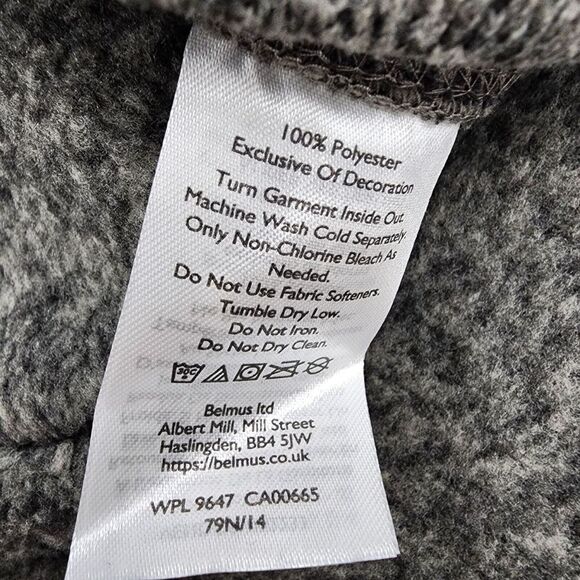 100% Polyester
Exclusive Of Decoration
Turn Garment Inside Out.
Machine Wash Cold Separately.
Only Non-Chlorine Bleach As
Needed.
Do Not Use Fabric Softeners.
Tumble Dry Low.
Do Not Iron.
Do Not Dry Clean.
30C
Belmus ltd
Albert Mill, Mill Street
Haslingden, BB4 5JW
https://belmus.co.uk
WPL 9647 CA00665
79N/14